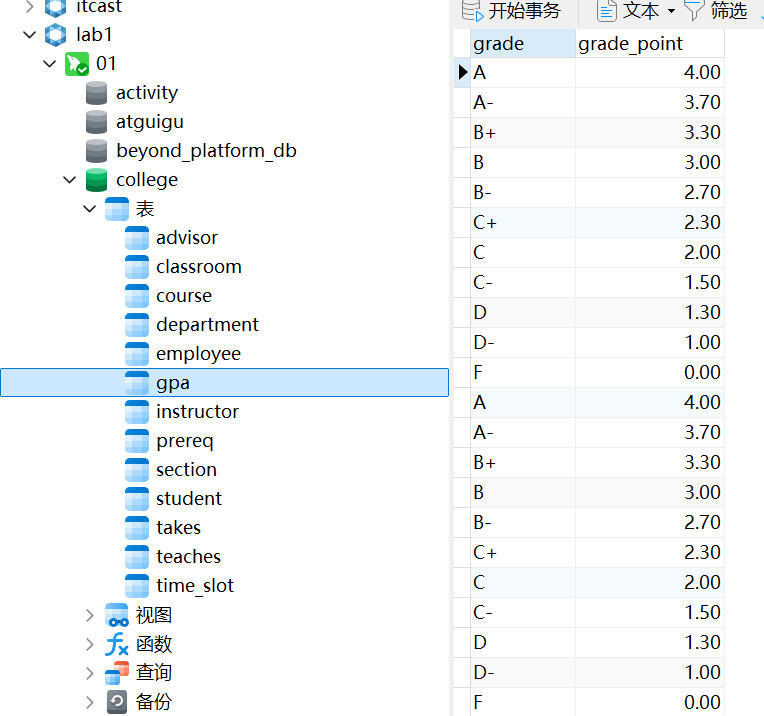 itcast
lab1
01
activity
atguigu
beyond_platform_db
college
表
advisor
classroom
course
department
employee
gpa
instructor
prereq
section
student
takes
teaches
time_slot
视图
函数
查询
备份
开始事务 文本 筛选
grade grade_point
A 4.00
A- 3.70
B+ 3.30
B 3.00
B- 2.70
C+ 2.30
C 2.00
C- 1.50
D 1.30
D- 1.00
F 0.00
A 4.00
A- 3.70
B+ 3.30
B 3.00
B- 2.70
C+ 2.30
C 2.00
C- 1.50
D 1.30
D- 1.00
F 0.00